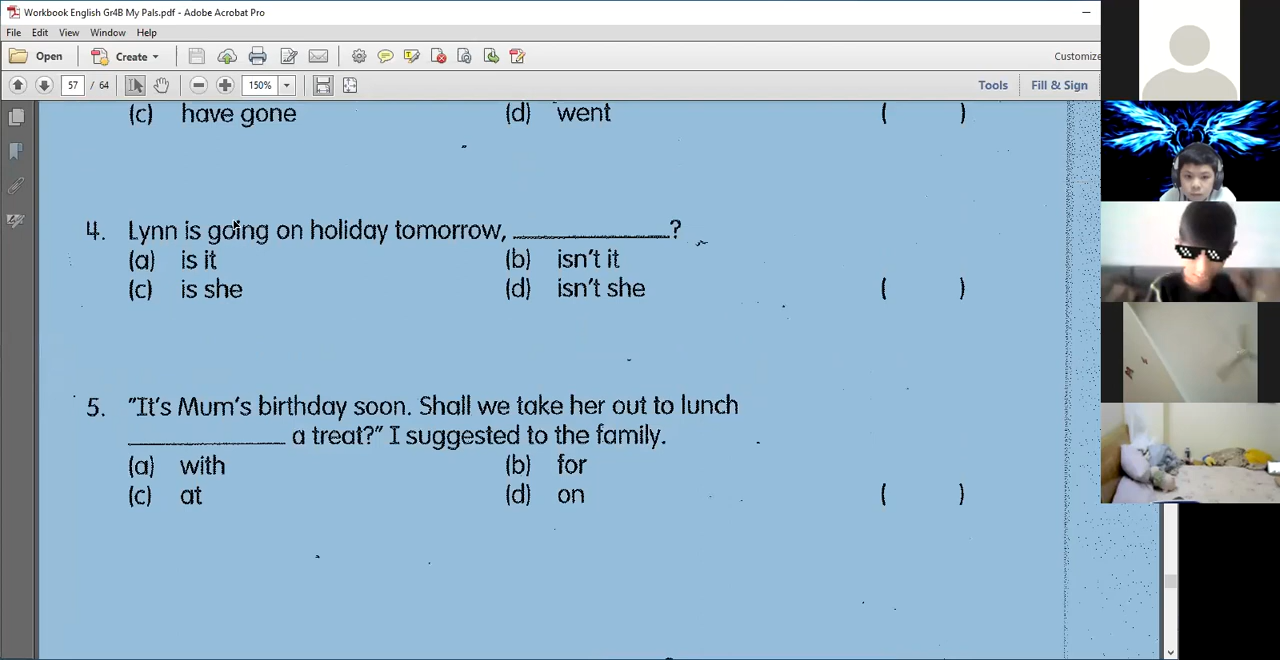 Workbook English Gr4B My Pals.pdf - Adobe Acrobat Pro
File Edit View Window Help
Open Create Customize
57 / 64 150% Tools Fill & Sign
(c) have gone (d) went ( )
4. Lynn is going on holiday tomorrow, ____________?
(a) is it (b) isn't it
(c) is she (d) isn't she ( )
5. "It's Mum's birthday soon. Shall we take her out to lunch
____________ a treat?" I suggested to the family.
(a) with (b) for
(c) at (d) on ( )